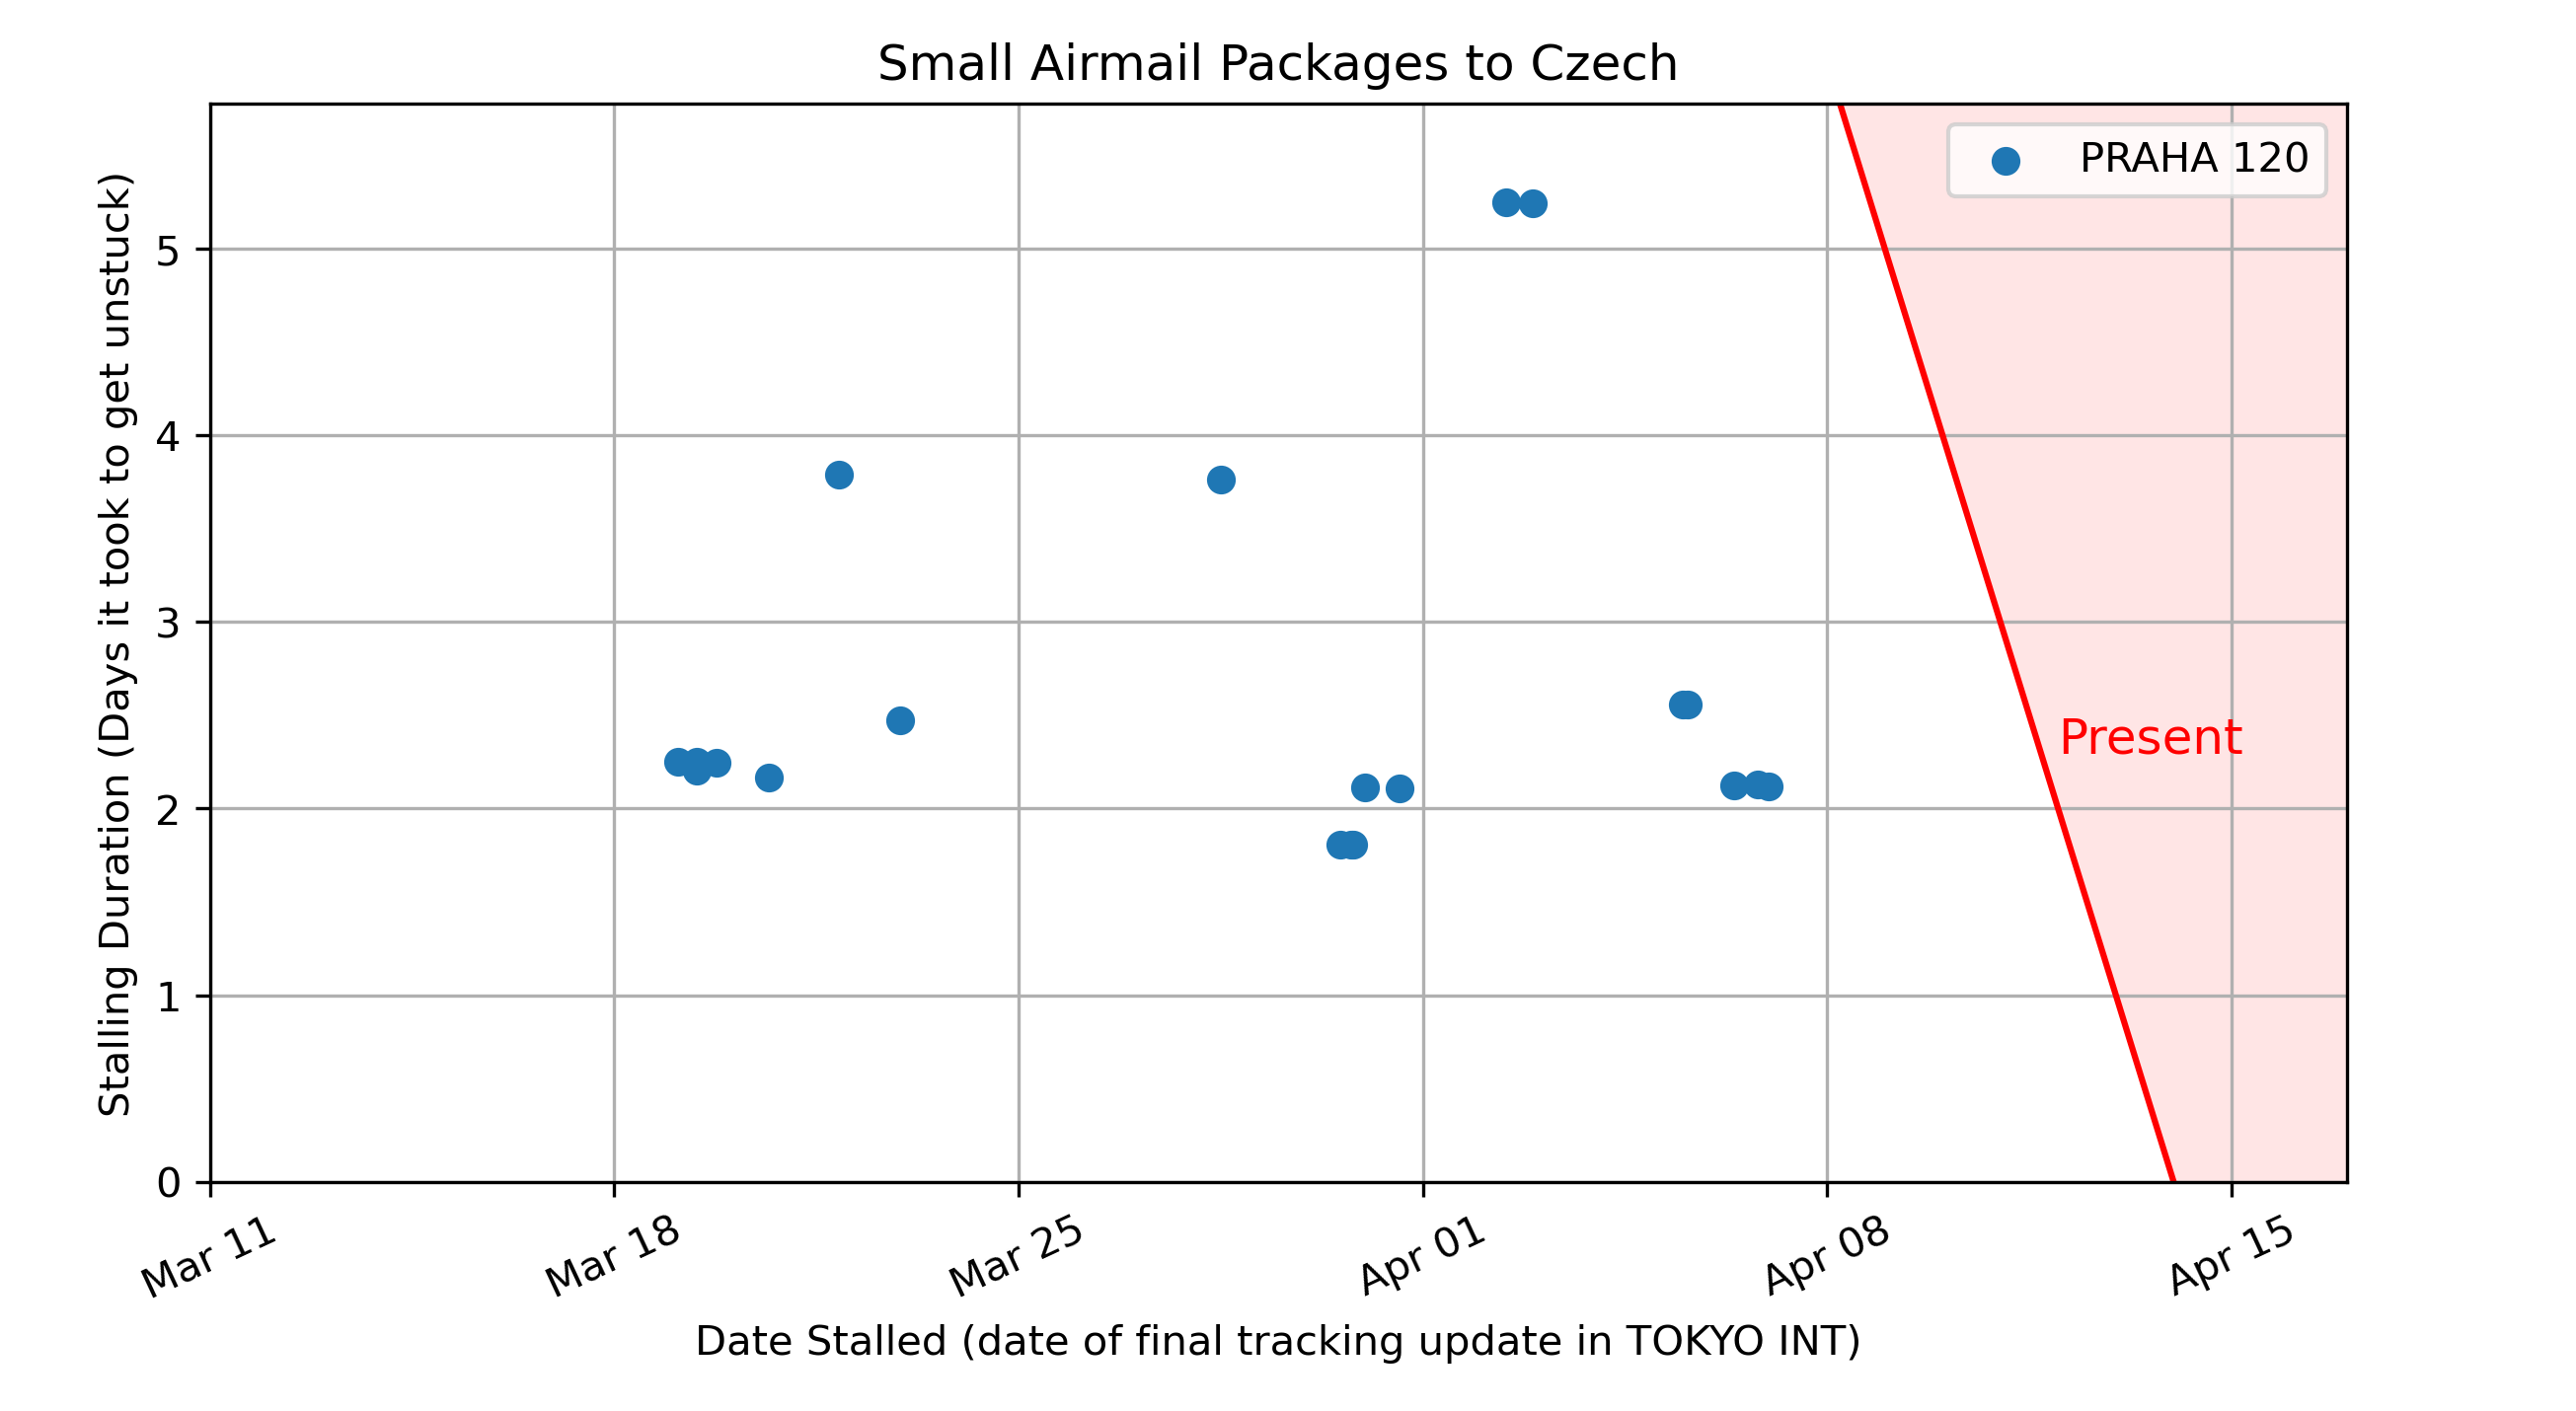 Small Airmail Packages to Czech
PRAHA 120
Stalling Duration (Days it took to get unstuck)
5
4
3
2
1
0
Present
Mar 11
Mar 18
Mar 25
Apr 01
Apr 08
Apr 15
Date Stalled (date of final tracking update in TOKYO INT)